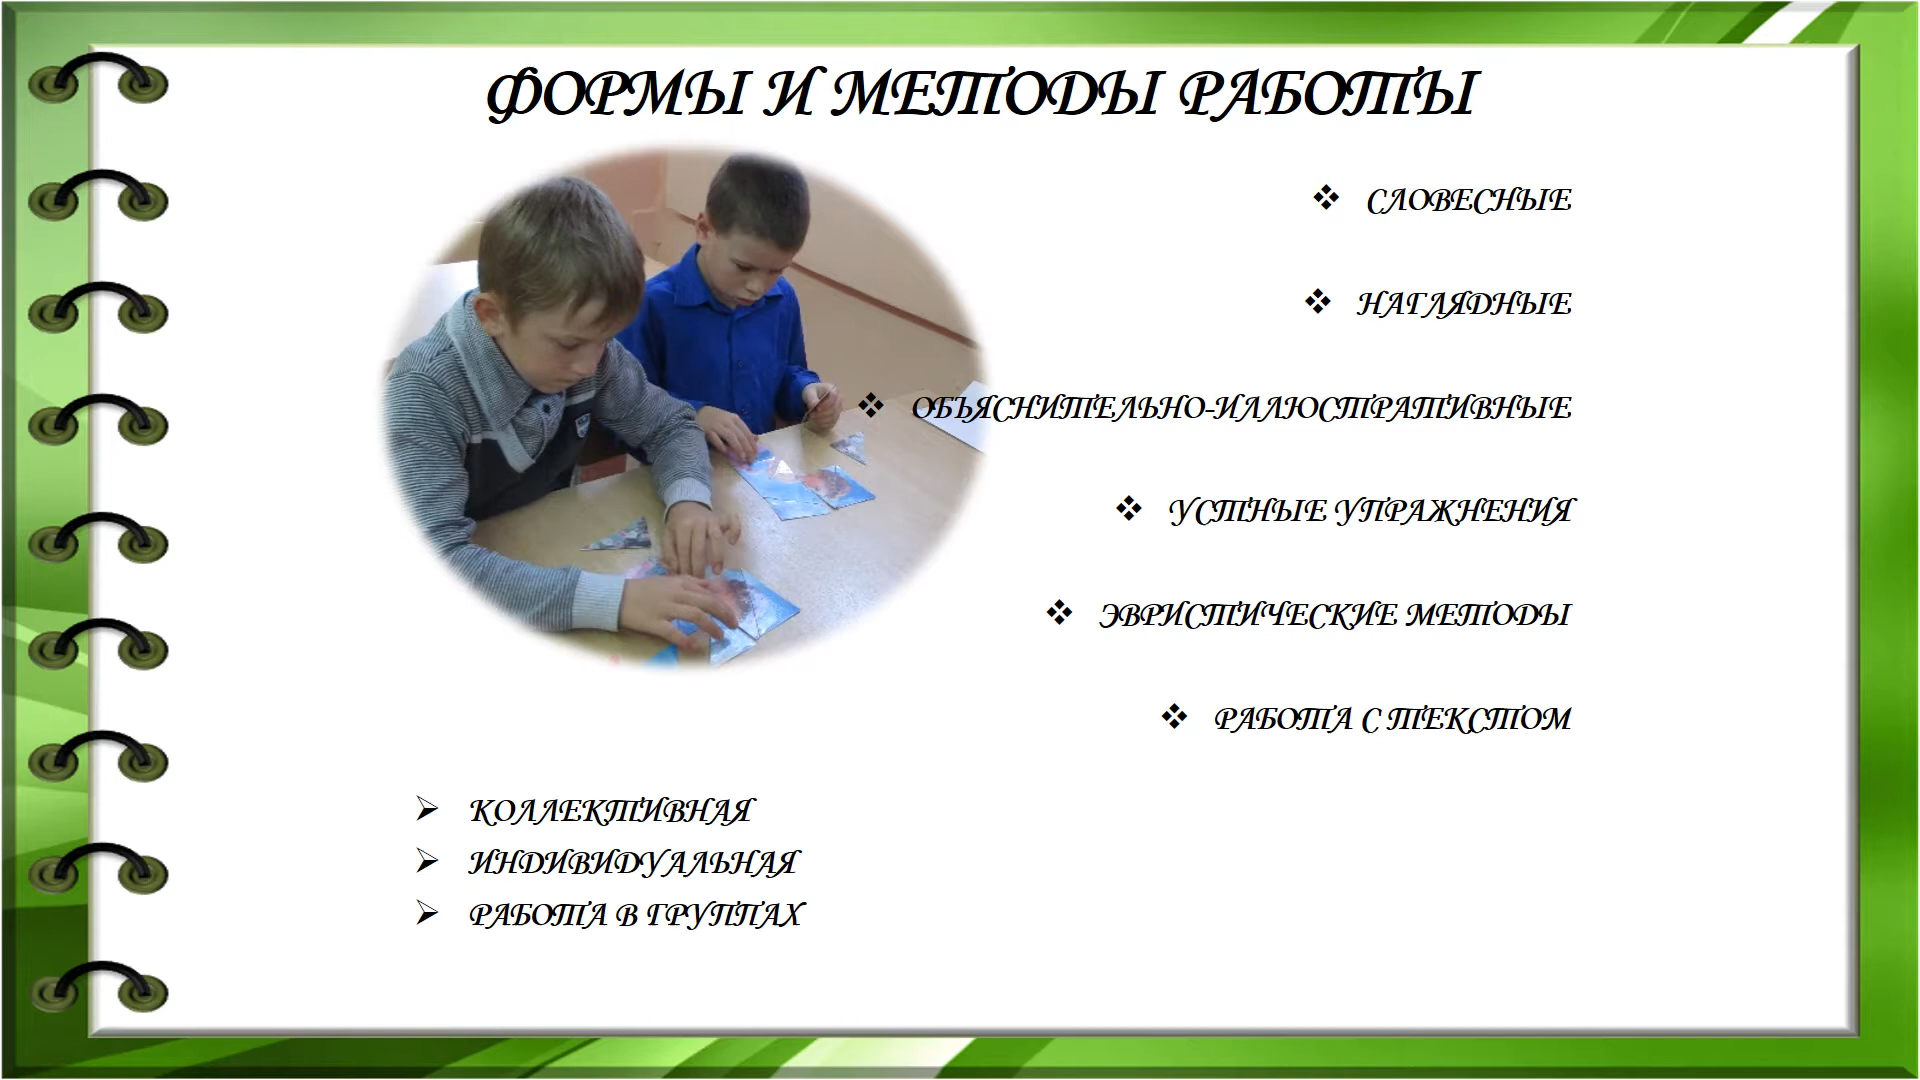 ФОРМЫ И МЕТОДЫ РАБОТЫ
❖ СЛОВЕСНЫЕ
❖ НАГЛЯДНЫЕ
❖ ОБЪЯСНИТЕЛЬНО-ИЛЛЮСТРАТИВНЫЕ
❖ УСТНЫЕ УПРАЖНЕНИЯ
❖ ЭВРИСТИЧЕСКИЕ МЕТОДЫ
❖ РАБОТА С ТЕКСТОМ
➢ КОЛЛЕКТИВНАЯ
➢ ИНДИВИДУАЛЬНАЯ
➢ РАБОТА В ГРУППАХ